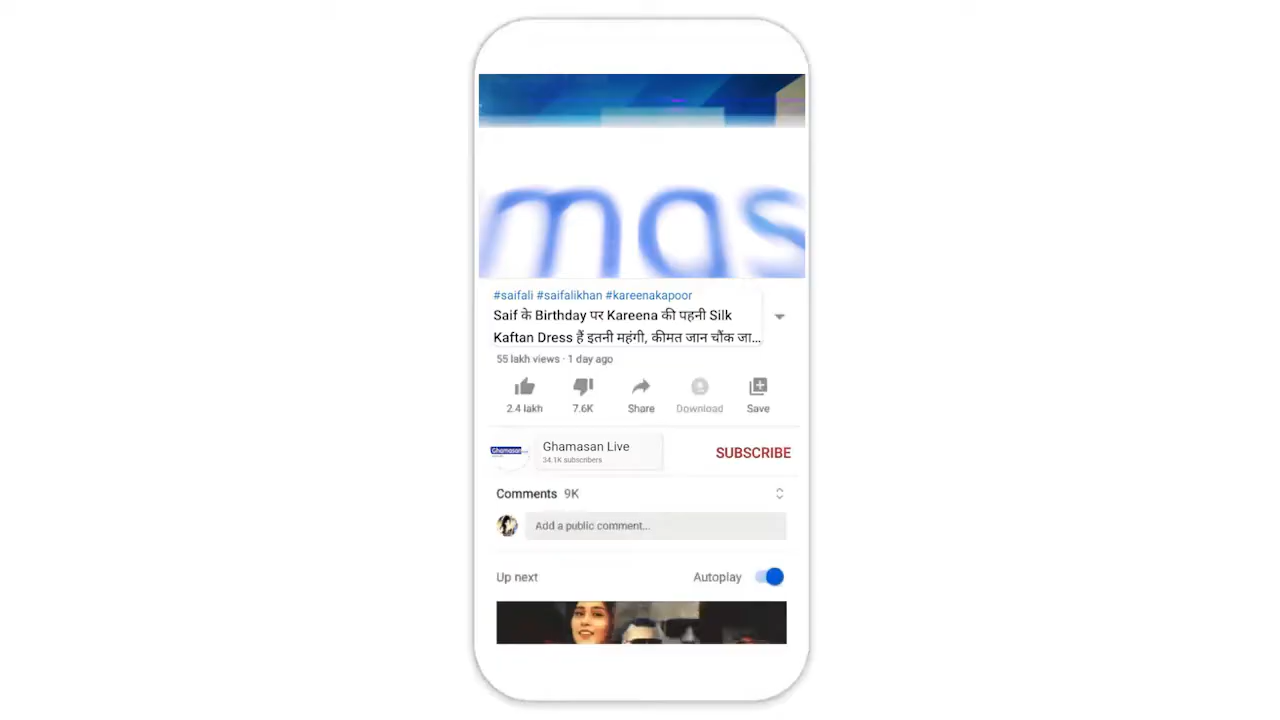 mas
#saifali #saifalikhan #kareenakapoor
Saif के Birthday पर Kareena की पहनी Silk
Kaftan Dress हैं इतनी महंगी, कीमत जान चौंक जा...
55 lakh views · 1 day ago
2.4 lakh 7.6K Share Download Save
Ghamasan
Ghamasan Live
34.1K subscribers
SUBSCRIBE
Comments 9K
Add a public comment...
Up next Autoplay